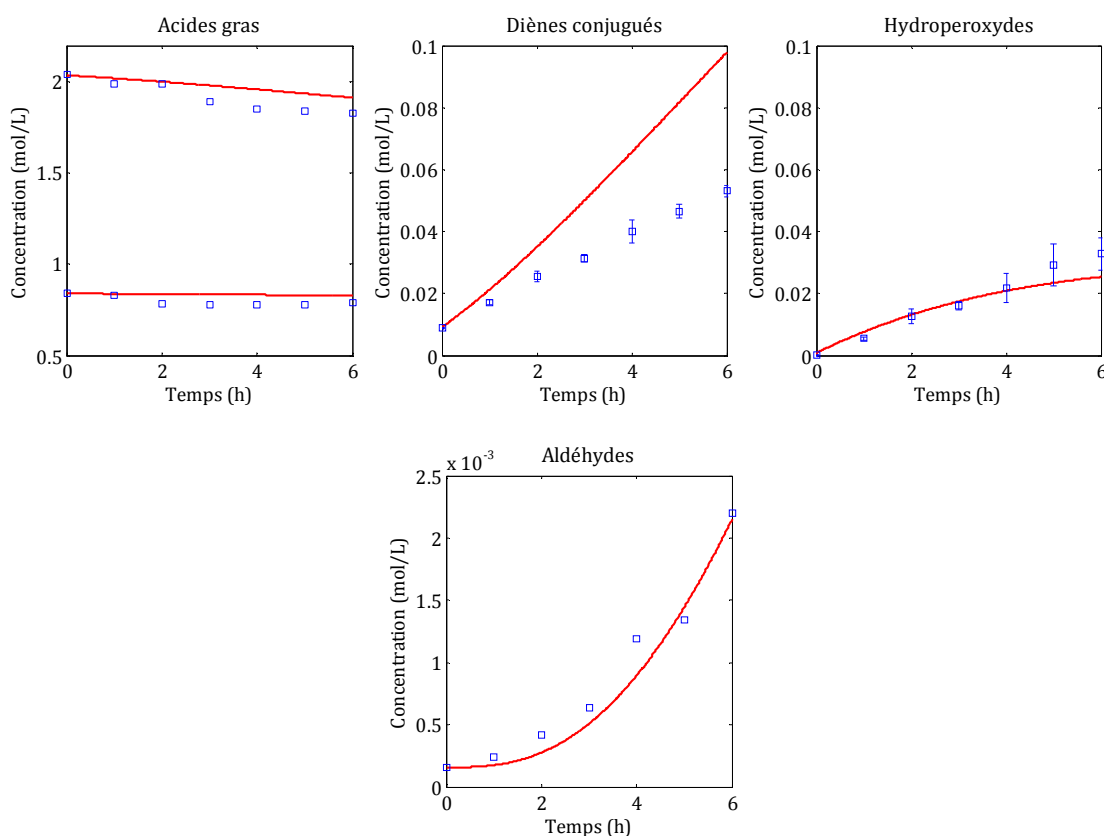 Acides gras
Concentration (mol/L)
2
1.5
1
0.5
0 2 4 6
Temps (h)
Diènes conjugués
Concentration (mol/L)
0.1
0.08
0.06
0.04
0.02
0
0 2 4 6
Temps (h)
Hydroperoxydes
Concentration (mol/L)
0.1
0.08
0.06
0.04
0.02
0
0 2 4 6
Temps (h)
Aldéhydes
x 10-3
Concentration (mol/L)
2.5
2
1.5
1
0.5
0
0 2 4 6
Temps (h)